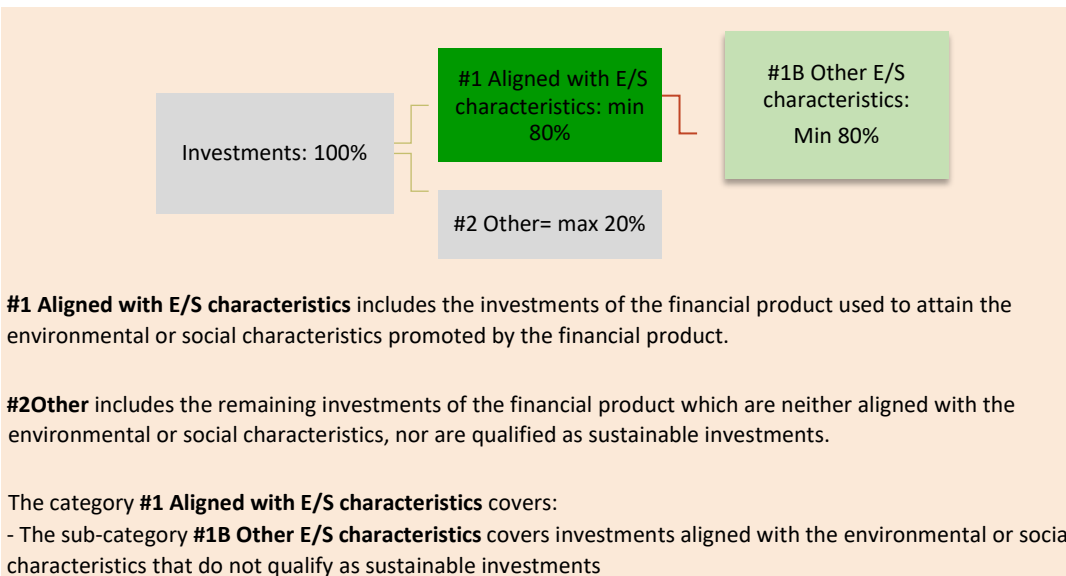 #1 Aligned with E/S
characteristics: min
80%
#1B Other E/S
characteristics:
Min 80%
Investments: 100%
#2 Other= max 20%
#1 Aligned with E/S characteristics includes the investments of the financial product used to attain the
environmental or social characteristics promoted by the financial product.
#2Other includes the remaining investments of the financial product which are neither aligned with the
environmental or social characteristics, nor are qualified as sustainable investments.
The category #1 Aligned with E/S characteristics covers:
- The sub-category #1B Other E/S characteristics covers investments aligned with the environmental or socia
characteristics that do not qualify as sustainable investments